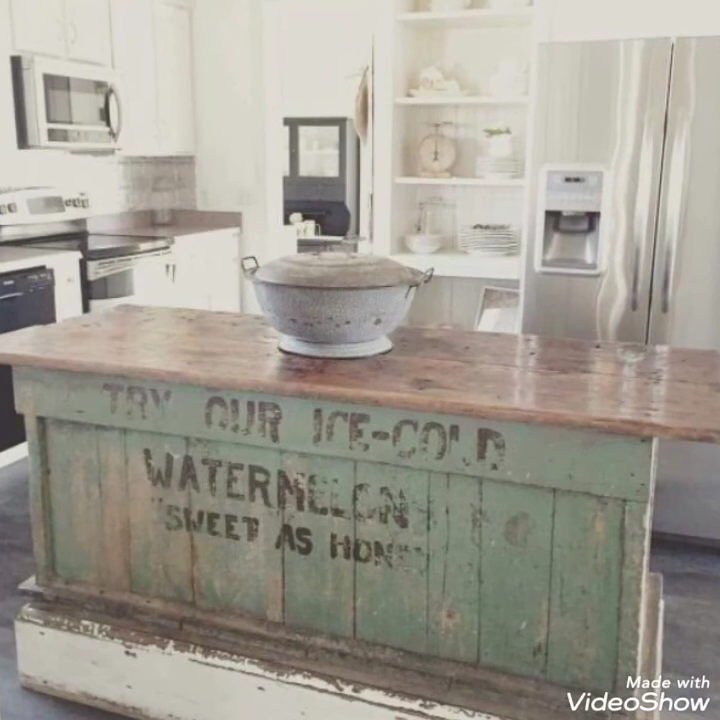 TRY OUR ICE-COLD
WATERMELON
"SWEET AS HONEY
Made with
VideoShow